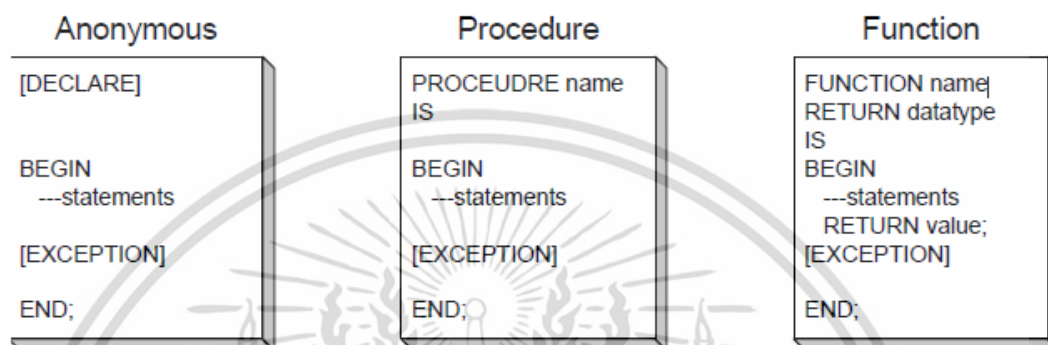 Anonymous
[DECLARE]
BEGIN
---statements
[EXCEPTION]
END;
Procedure
PROCEUDRE name
IS
BEGIN
---statements
[EXCEPTION]
END;
Function
FUNCTION name
RETURN datatype
IS
BEGIN
---statements
RETURN value;
[EXCEPTION]
END;